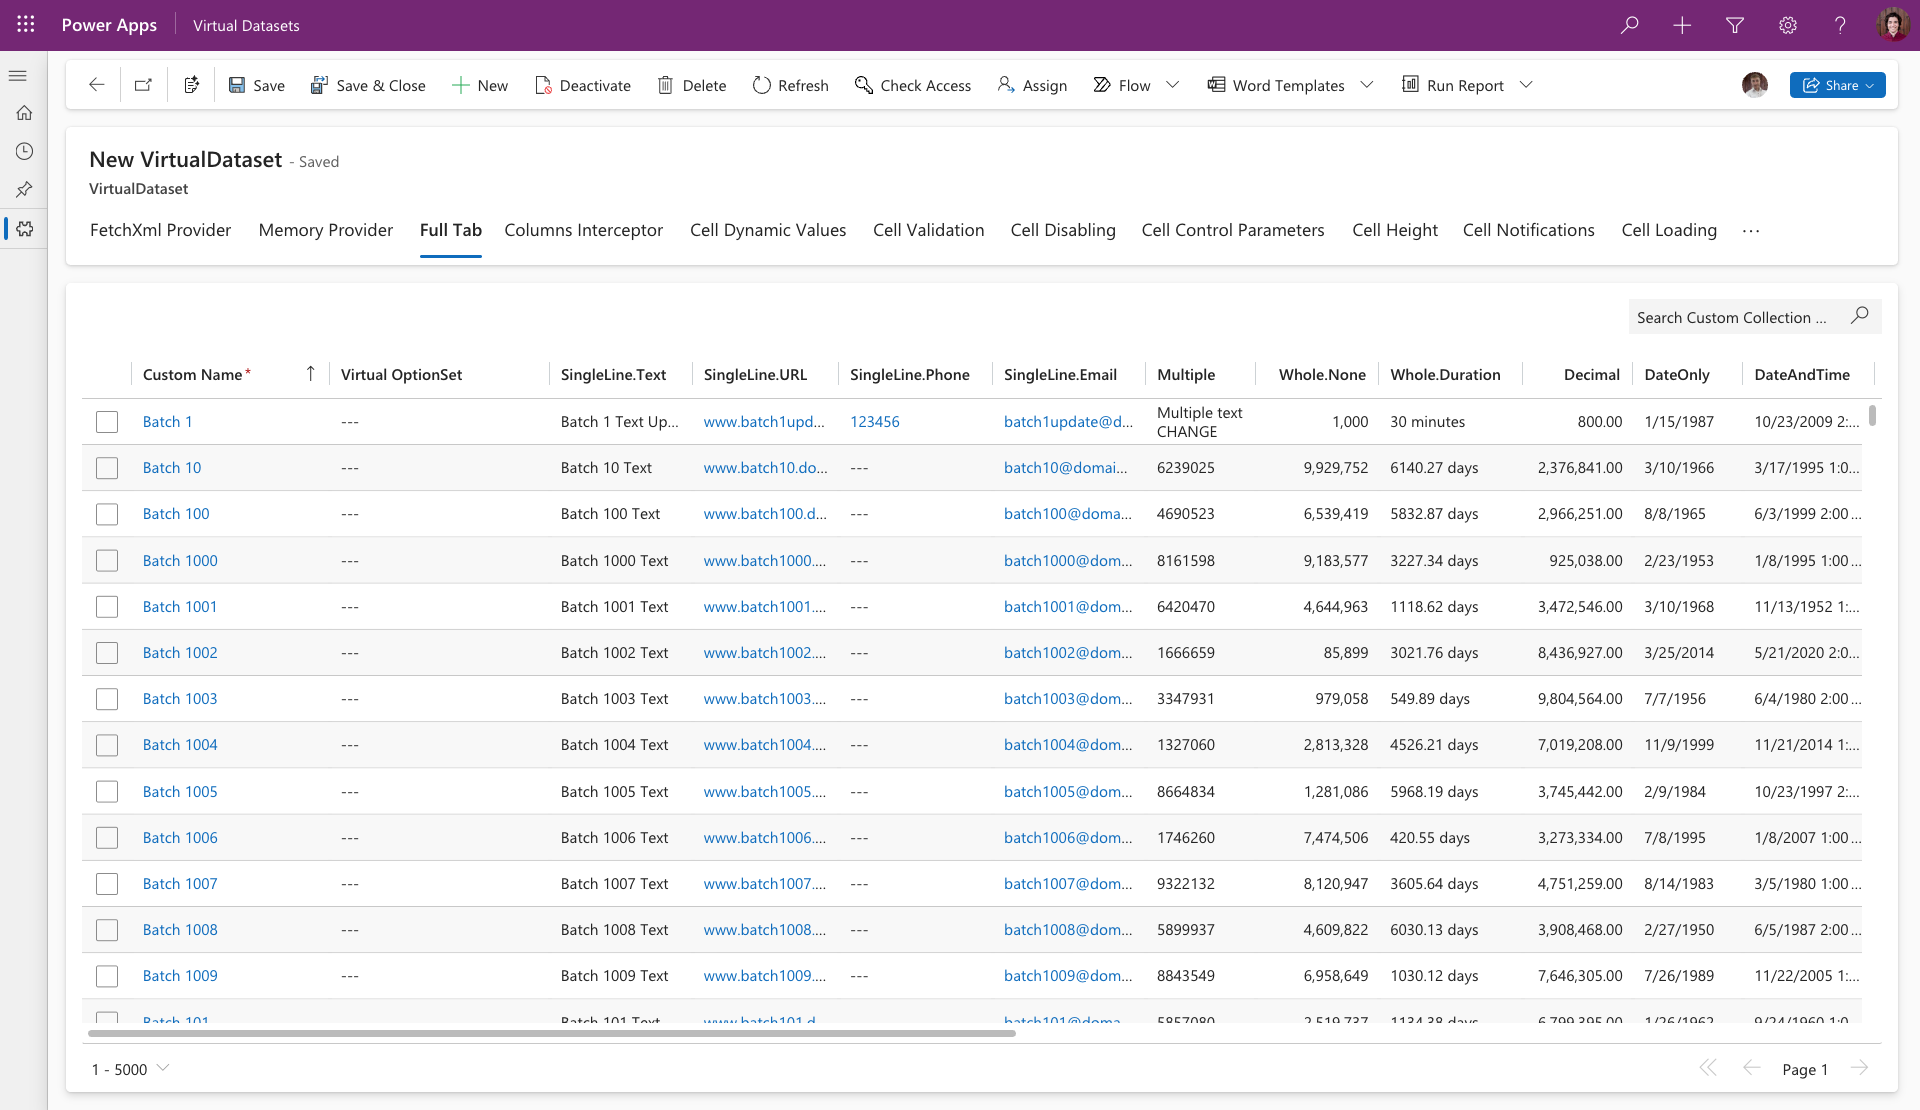 Power Apps Virtual Datasets
Save Save & Close New Deactivate Delete Refresh Check Access Assign Flow Word Templates Run Report Share
New VirtualDataset - Saved
VirtualDataset
FetchXml Provider Memory Provider Full Tab Columns Interceptor Cell Dynamic Values Cell Validation Cell Disabling Cell Control Parameters Cell Height Cell Notifications Cell Loading ...
Search Custom Collection ...
Custom Name* Virtual OptionSet SingleLine.Text SingleLine.URL SingleLine.Phone SingleLine.Email Multiple Whole.None Whole.Duration Decimal DateOnly DateAndTime
Batch 1 --- Batch 1 Text Up... www.batch1upd... 123456 batch1update@d... Multiple text CHANGE 1,000 30 minutes 800.00 1/15/1987 10/23/2009 2:...
Batch 10 --- Batch 10 Text www.batch10.do... --- batch10@domai... 6239025 9,929,752 6140.27 days 2,376,841.00 3/10/1966 3/17/1995 1:0...
Batch 100 --- Batch 100 Text www.batch100.d... --- batch100@doma... 4690523 6,539,419 5832.87 days 2,966,251.00 8/8/1965 6/3/1999 2:00 ...
Batch 1000 --- Batch 1000 Text www.batch1000.... --- batch1000@dom... 8161598 9,183,577 3227.34 days 925,038.00 2/23/1953 1/8/1995 1:00 ...
Batch 1001 --- Batch 1001 Text www.batch1001.... --- batch1001@dom... 6420470 4,644,963 1118.62 days 3,472,546.00 3/10/1968 11/13/1952 1:...
Batch 1002 --- Batch 1002 Text www.batch1002.... --- batch1002@dom... 1666659 85,899 3021.76 days 8,436,927.00 3/25/2014 5/21/2020 2:0...
Batch 1003 --- Batch 1003 Text www.batch1003.... --- batch1003@dom... 3347931 979,058 549.89 days 9,804,564.00 7/7/1956 6/4/1980 2:00 ...
Batch 1004 --- Batch 1004 Text www.batch1004.... --- batch1004@dom... 1327060 2,813,328 4526.21 days 7,019,208.00 11/9/1999 11/21/2014 1:...
Batch 1005 --- Batch 1005 Text www.batch1005.... --- batch1005@dom... 8664834 1,281,086 5968.19 days 3,745,442.00 2/9/1984 10/23/1997 2:...
Batch 1006 --- Batch 1006 Text www.batch1006.... --- batch1006@dom... 1746260 7,474,506 420.55 days 3,273,334.00 7/8/1995 1/8/2007 1:00 ...
Batch 1007 --- Batch 1007 Text www.batch1007.... --- batch1007@dom... 9322132 8,120,947 3605.64 days 4,751,259.00 8/14/1983 3/5/1980 1:00 ...
Batch 1008 --- Batch 1008 Text www.batch1008.... --- batch1008@dom... 5899937 4,609,822 6030.13 days 3,908,468.00 2/27/1950 6/5/1987 2:00 ...
Batch 1009 --- Batch 1009 Text www.batch1009.... --- batch1009@dom... 8843549 6,958,649 1030.12 days 7,646,305.00 7/26/1989 11/22/2005 1:...
Batch 101 Batch 101 Text www.batch101.d... batch101@doma... 5857080 2,519,737 1134.38 days 6,799,395.00 1/26/1962 9/24/1960 1:0...
1 - 5000 Page 1